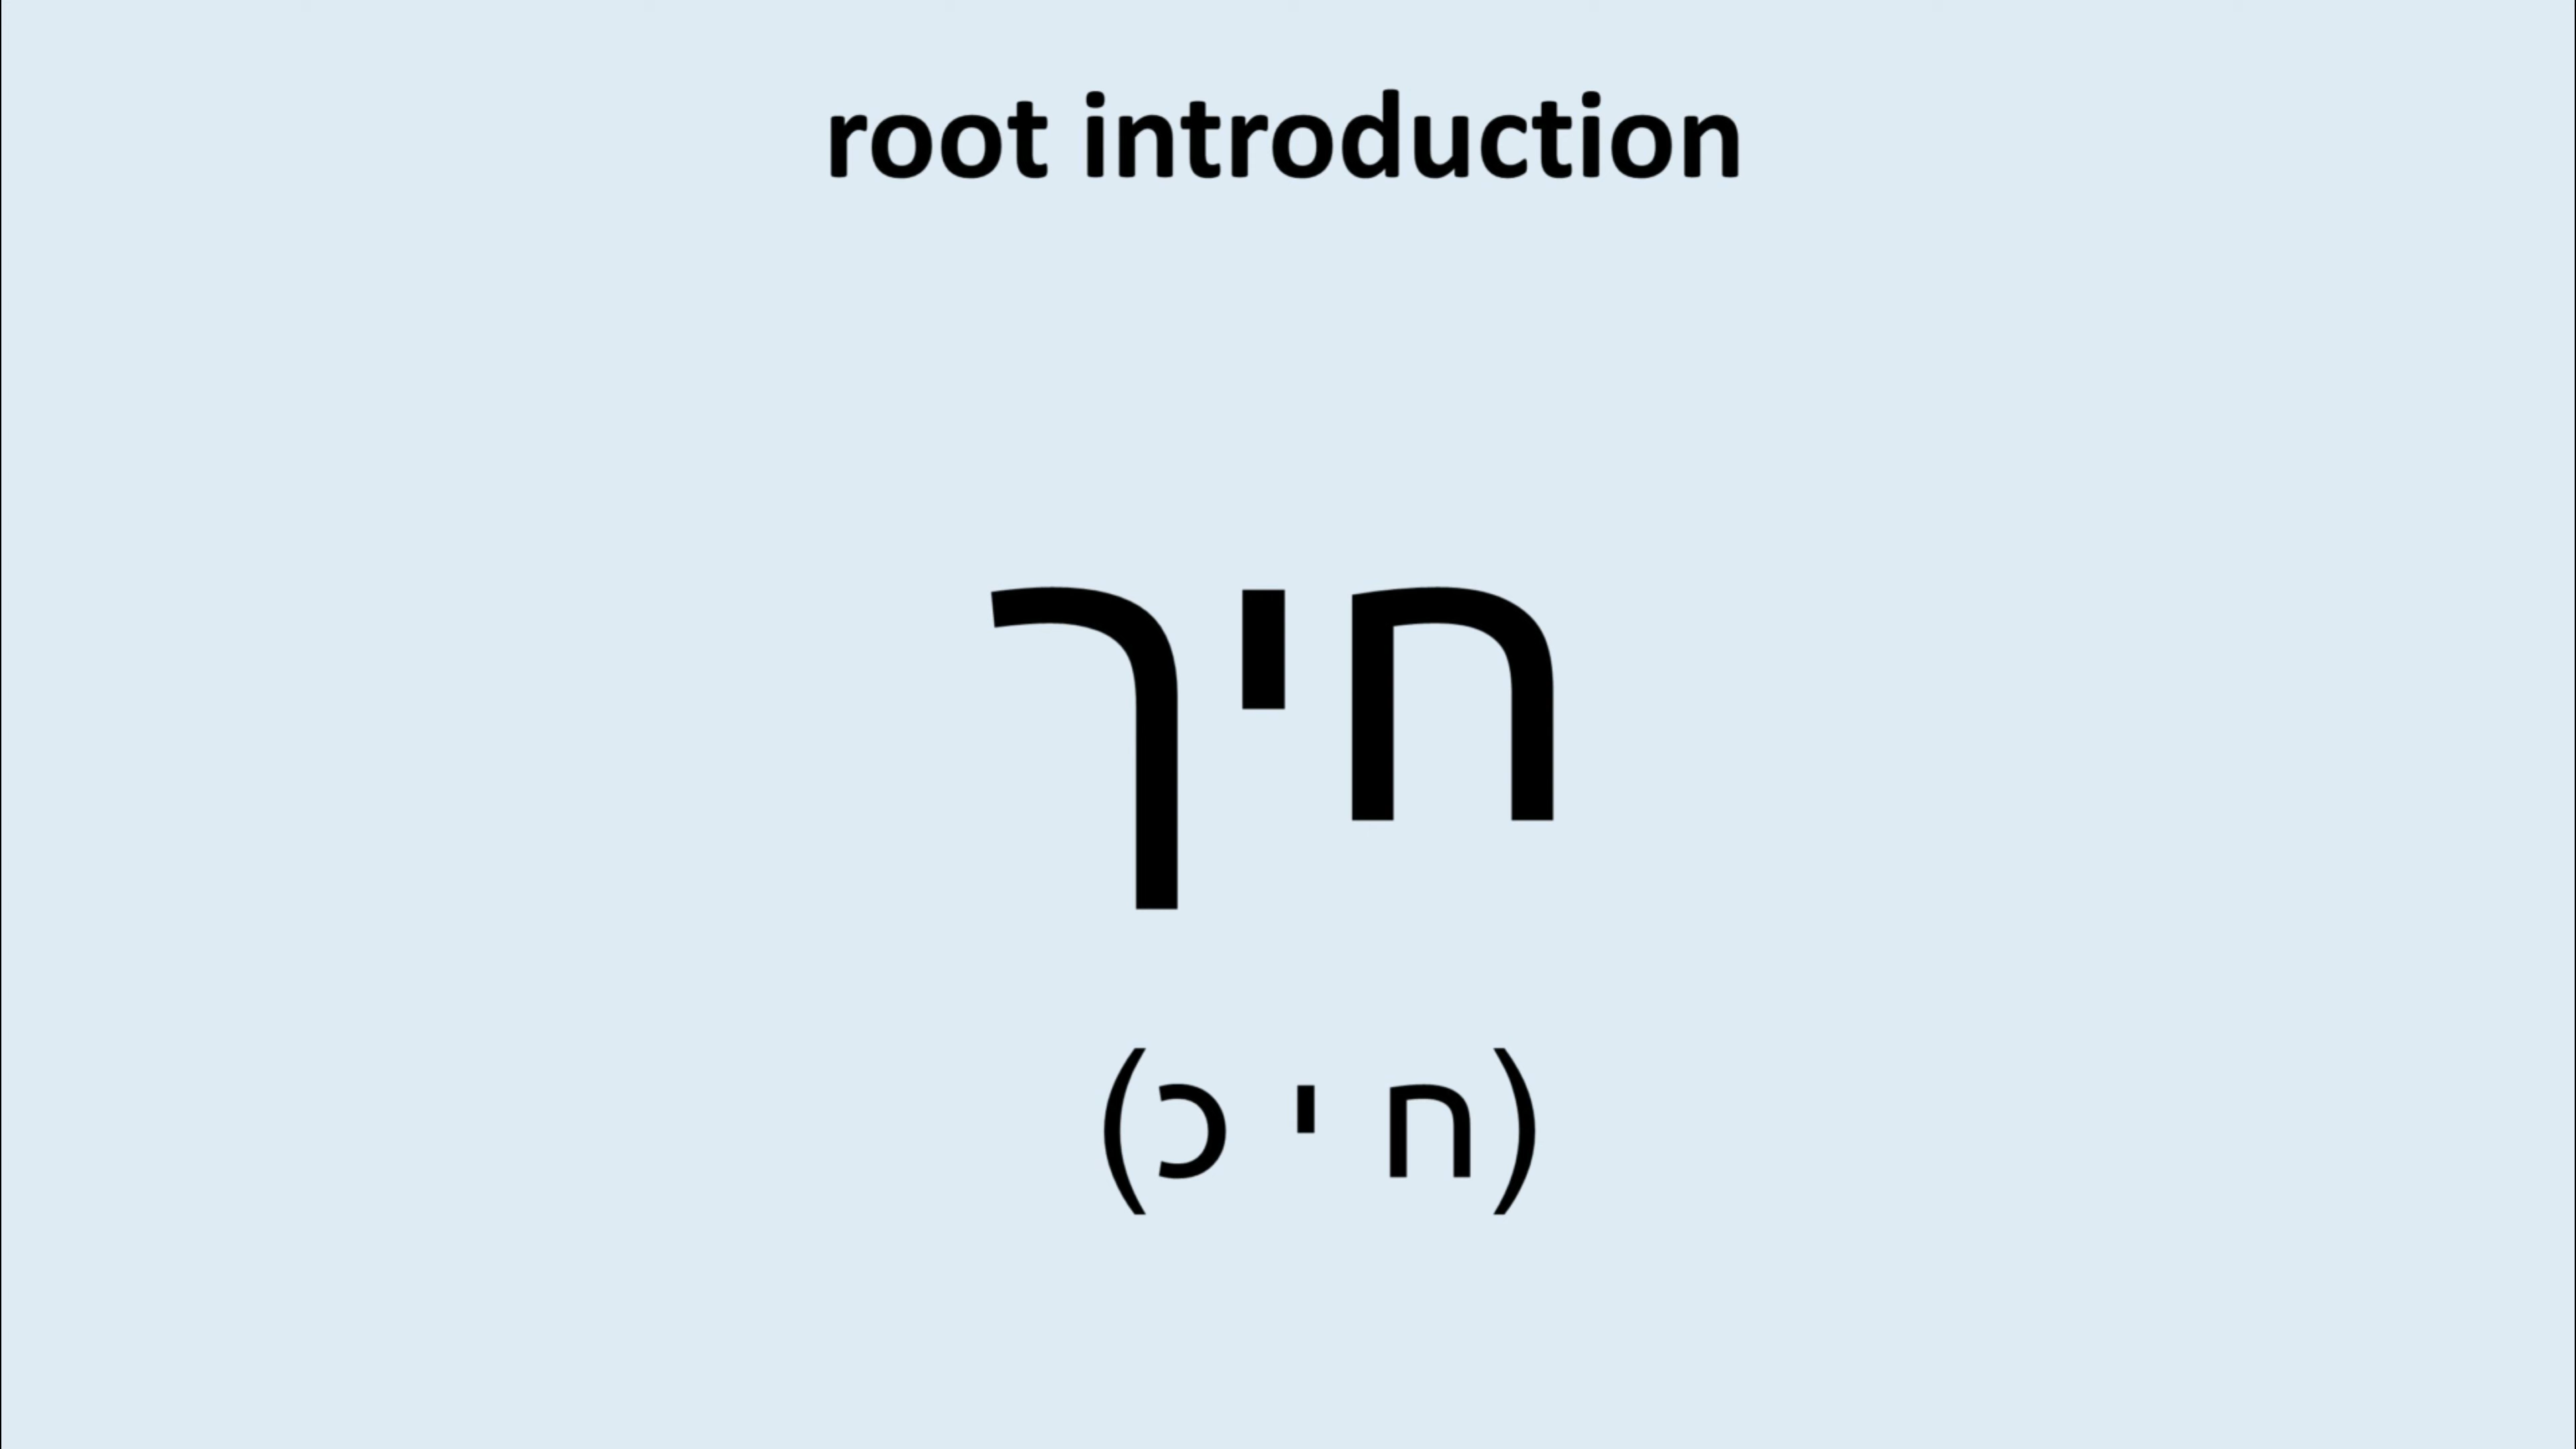 root introduction
חיך
(ח י כ)